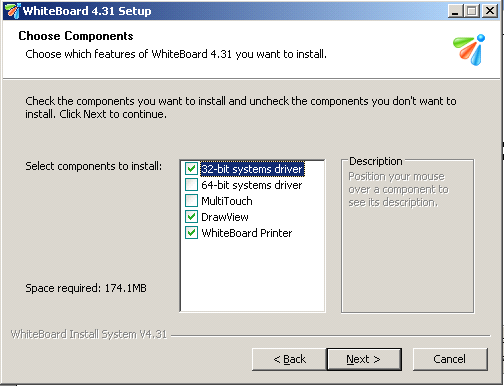 WhiteBoard 4.31 Setup
Choose Components
Choose which features of WhiteBoard 4.31 you want to install.
Check the components you want to install and uncheck the components you don't want to
install. Click Next to continue.
Select components to install:
32-bit systems driver
64-bit systems driver
MultiTouch
DrawView
WhiteBoard Printer
Description
Position your mouse
over a component to
see its description.
Space required: 174.1MB
WhiteBoard Install System V4.31
< Back
Next >
Cancel